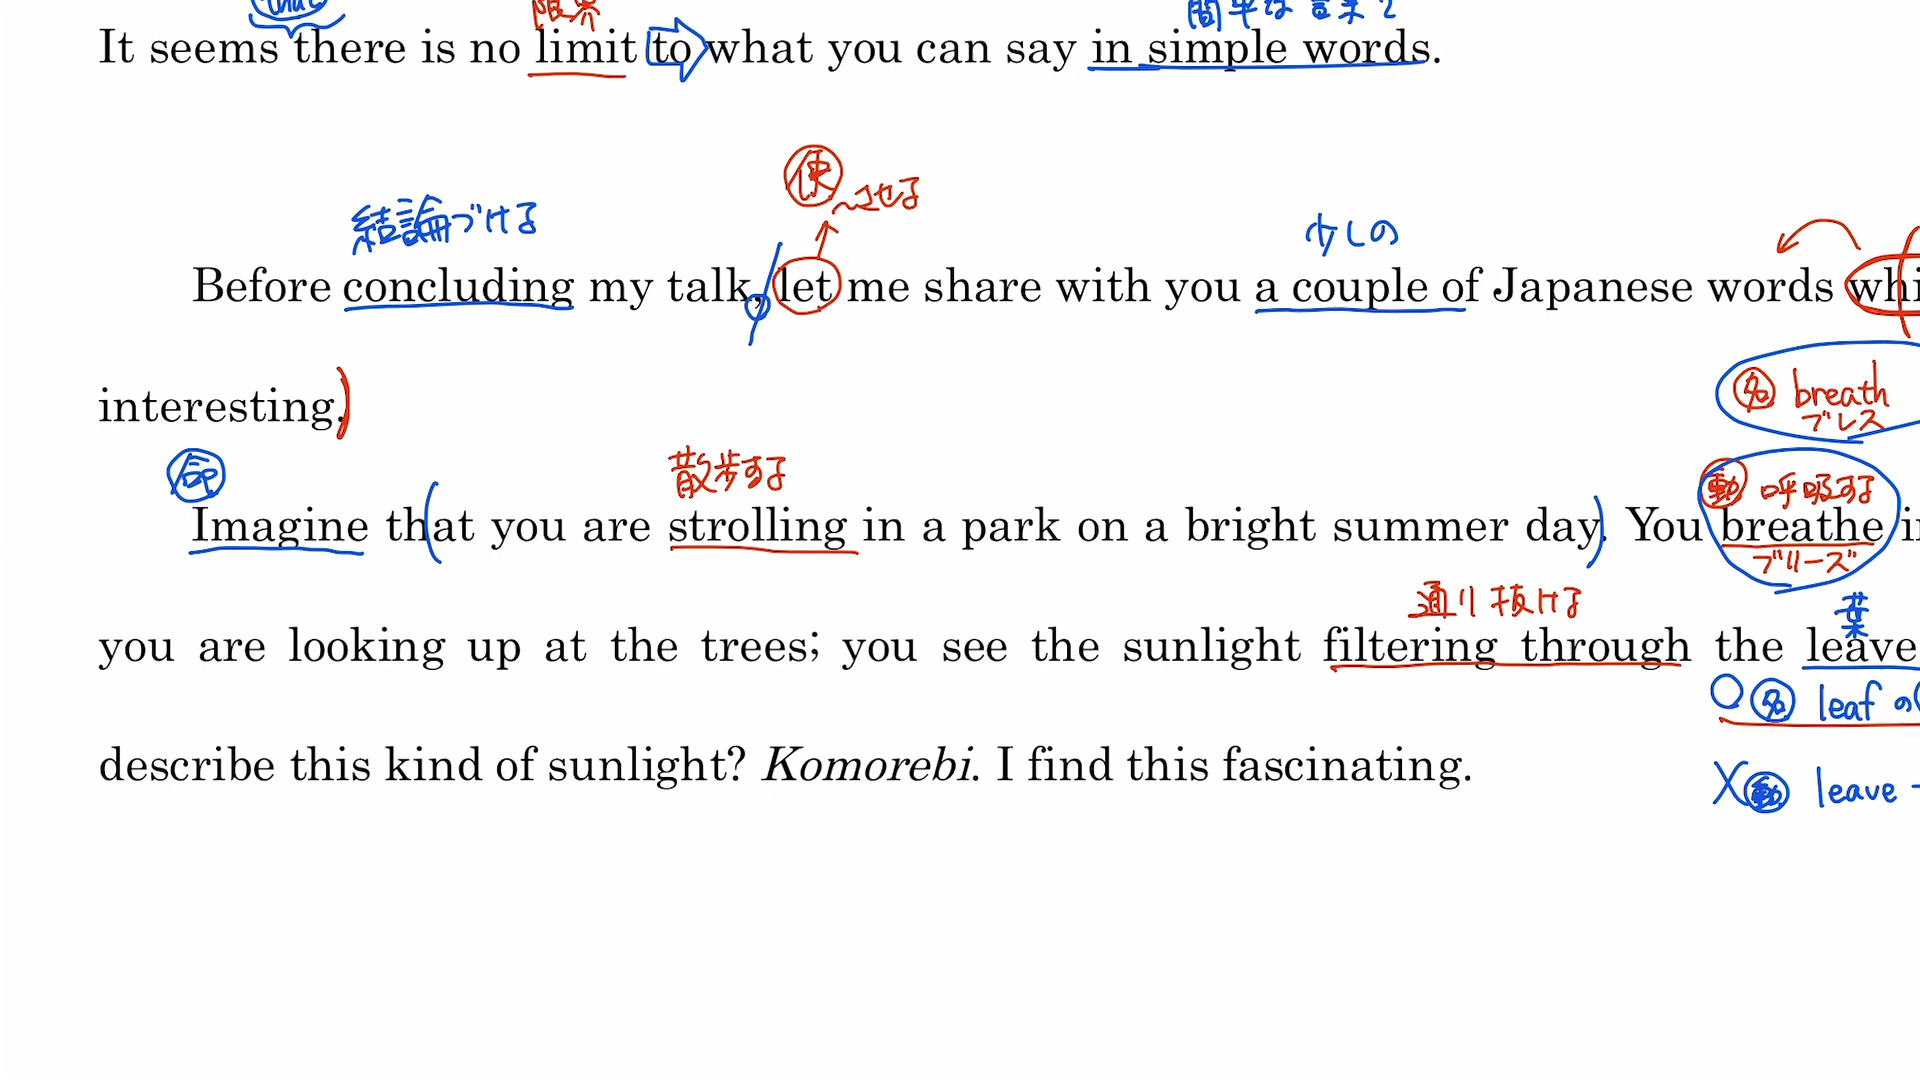 that 限界 簡単な言葉で
It seems there is no limit to what you can say in simple words.
使 〜させる
結論づける 少しの
Before concluding my talk, let me share with you a couple of Japanese words whi
名 breath
ブレス
interesting.
命 散歩する 動 呼吸する
Imagine that you are strolling in a park on a bright summer day. You breathe in
ブリーズ
通り抜ける 葉
you are looking up at the trees; you see the sunlight filtering through the leave
○ 名 leaf の
describe this kind of sunlight? Komorebi. I find this fascinating.
X 動 leave